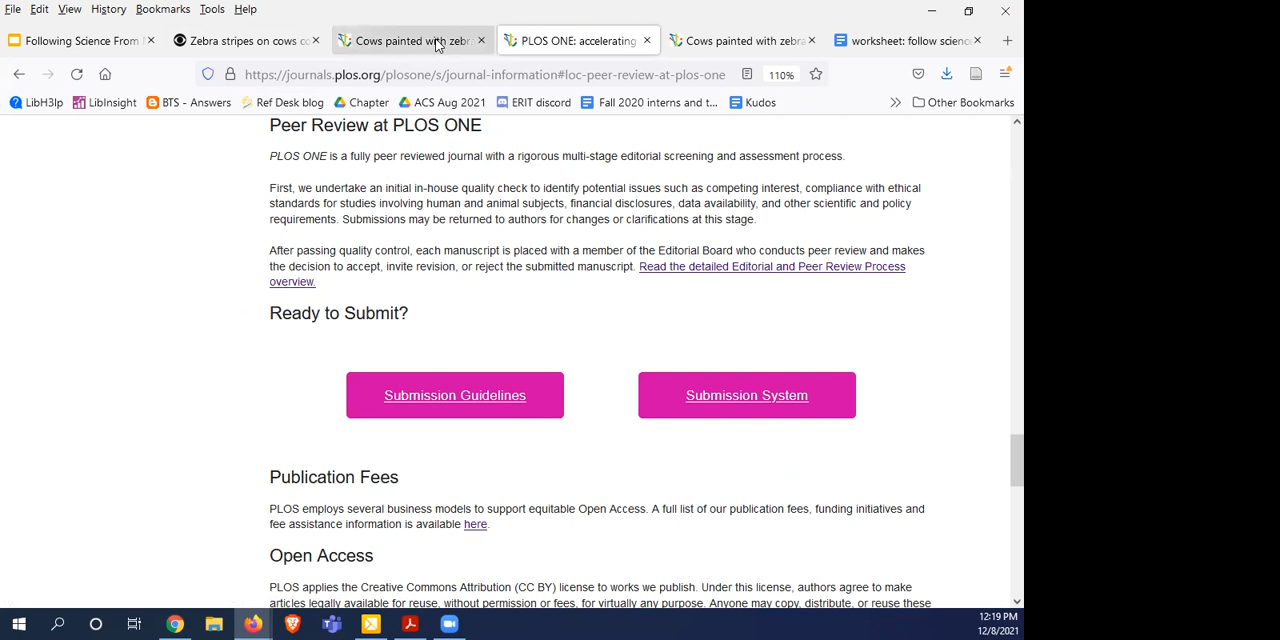 File Edit View History Bookmarks Tools Help
Following Science From
Zebra stripes on cows c
Cows painted with zebr
PLOS ONE: accelerating
Cows painted with zebra
worksheet: follow science
https://journals.plos.org/plosone/s/journal-information#loc-peer-review-at-plos-one
110%
LibH3lp
LibInsight
BTS - Answers
Ref Desk blog
Chapter
ACS Aug 2021
ERIT discord
Fall 2020 interns and t...
Kudos
Other Bookmarks
Peer Review at PLOS ONE
PLOS ONE is a fully peer reviewed journal with a rigorous multi-stage editorial screening and assessment process.
First, we undertake an initial in-house quality check to identify potential issues such as competing interest, compliance with ethical
standards for studies involving human and animal subjects, financial disclosures, data availability, and other scientific and policy
requirements. Submissions may be returned to authors for changes or clarifications at this stage.
After passing quality control, each manuscript is placed with a member of the Editorial Board who conducts peer review and makes
the decision to accept, invite revision, or reject the submitted manuscript. Read the detailed Editorial and Peer Review Process
overview.
Ready to Submit?
Submission Guidelines
Submission System
Publication Fees
PLOS employs several business models to support equitable Open Access. A full list of our publication fees, funding initiatives and
fee assistance information is available here.
Open Access
PLOS applies the Creative Commons Attribution (CC BY) license to works we publish. Under this license, authors agree to make
articles legally available for reuse, without permission or fees, for virtually any purpose. Anyone may copy, distribute, or reuse these
12:19 PM
12/8/2021